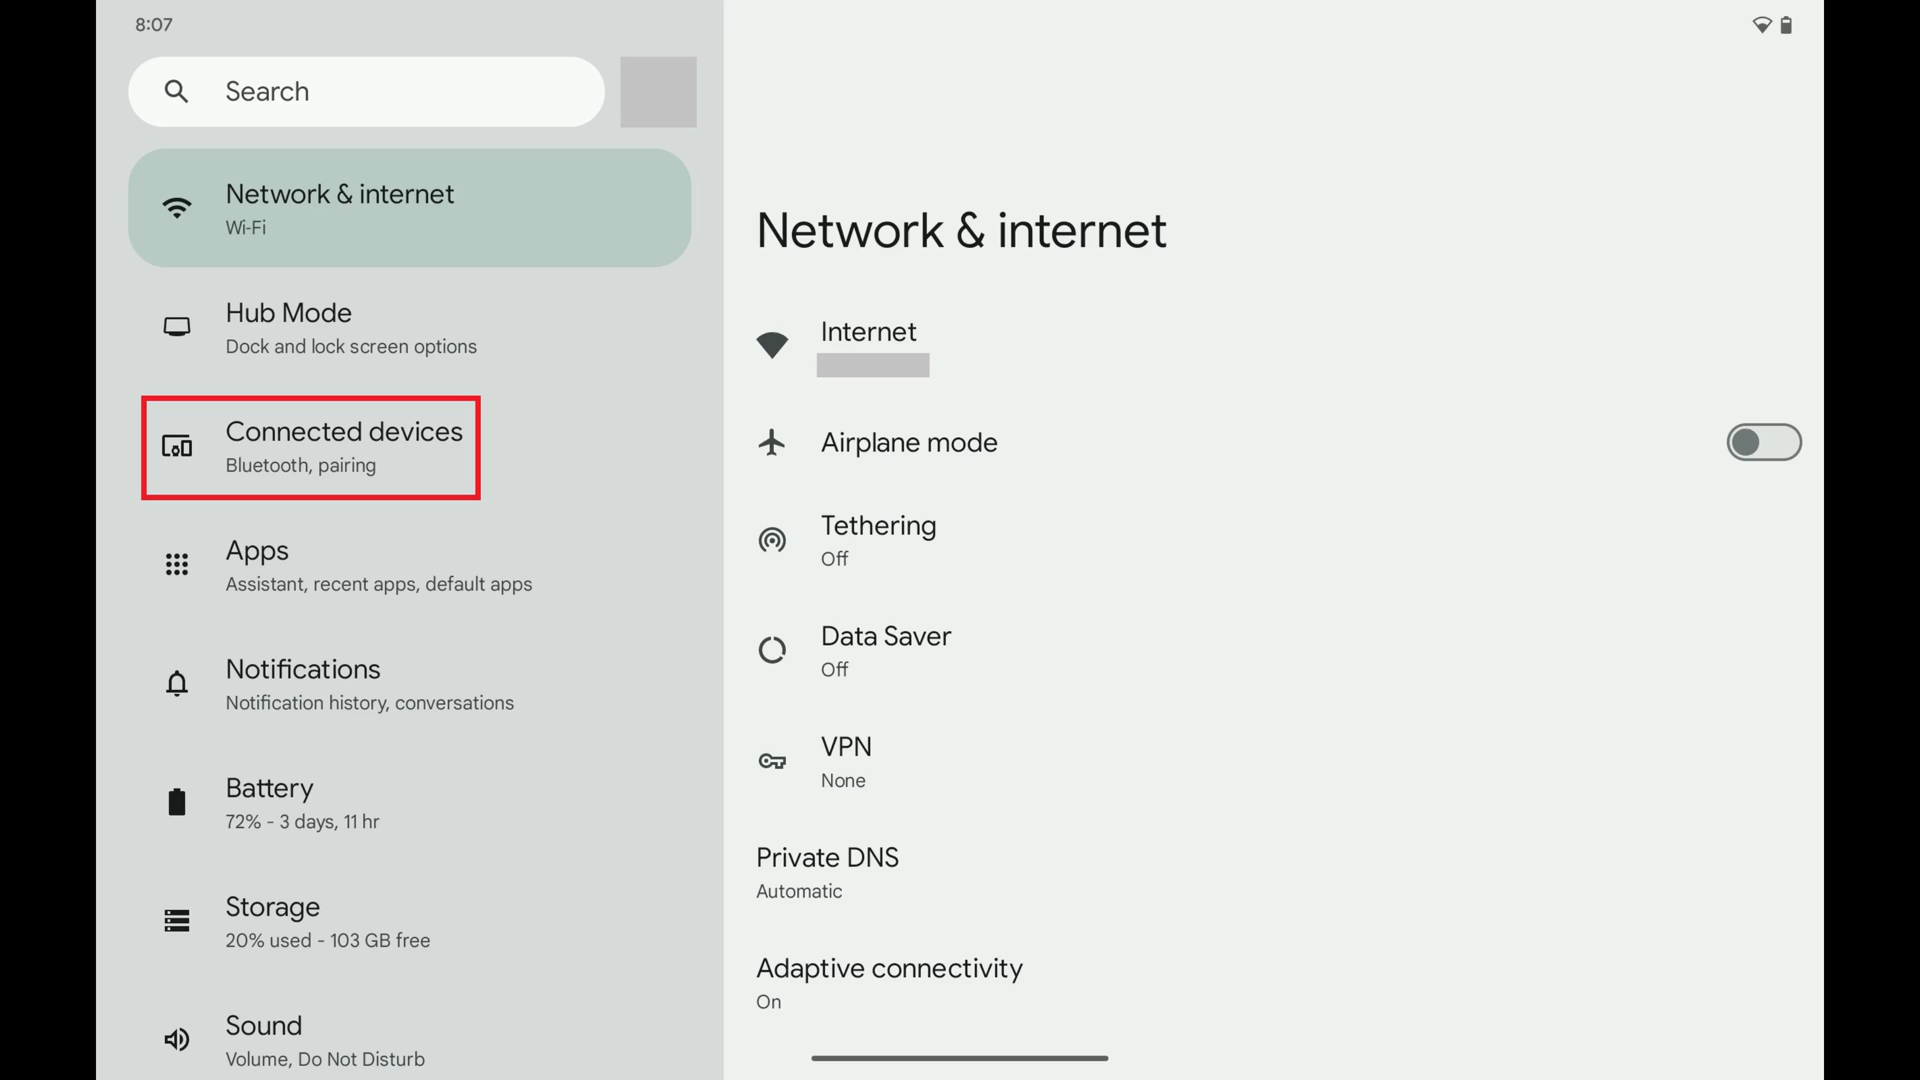 8:07
Search
Network & internet
Wi-Fi
Hub Mode
Dock and lock screen options
Connected devices
Bluetooth, pairing
Apps
Assistant, recent apps, default apps
Notifications
Notification history, conversations
Battery
72% - 3 days, 11 hr
Storage
20% used - 103 GB free
Sound
Volume, Do Not Disturb
Network & internet
Internet
Airplane mode
Tethering
Off
Data Saver
Off
VPN
None
Private DNS
Automatic
Adaptive connectivity
On